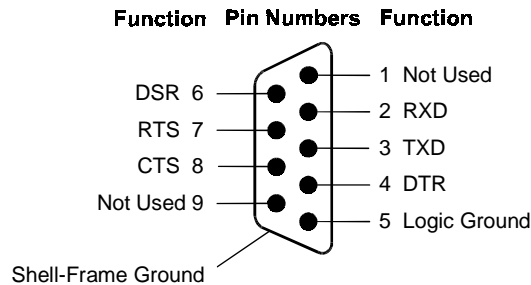 Function Pin Numbers Function
1 Not Used
DSR 6
2 RXD
RTS 7
3 TXD
CTS 8
4 DTR
Not Used 9
5 Logic Ground
Shell-Frame Ground